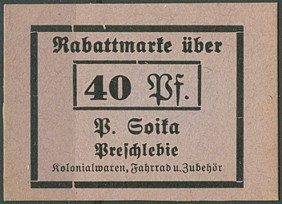 Rabattmarke über
40 Pf.
P. Soika
Preschlebie
Kolonialwaren, Fahrrad u. Zubehör